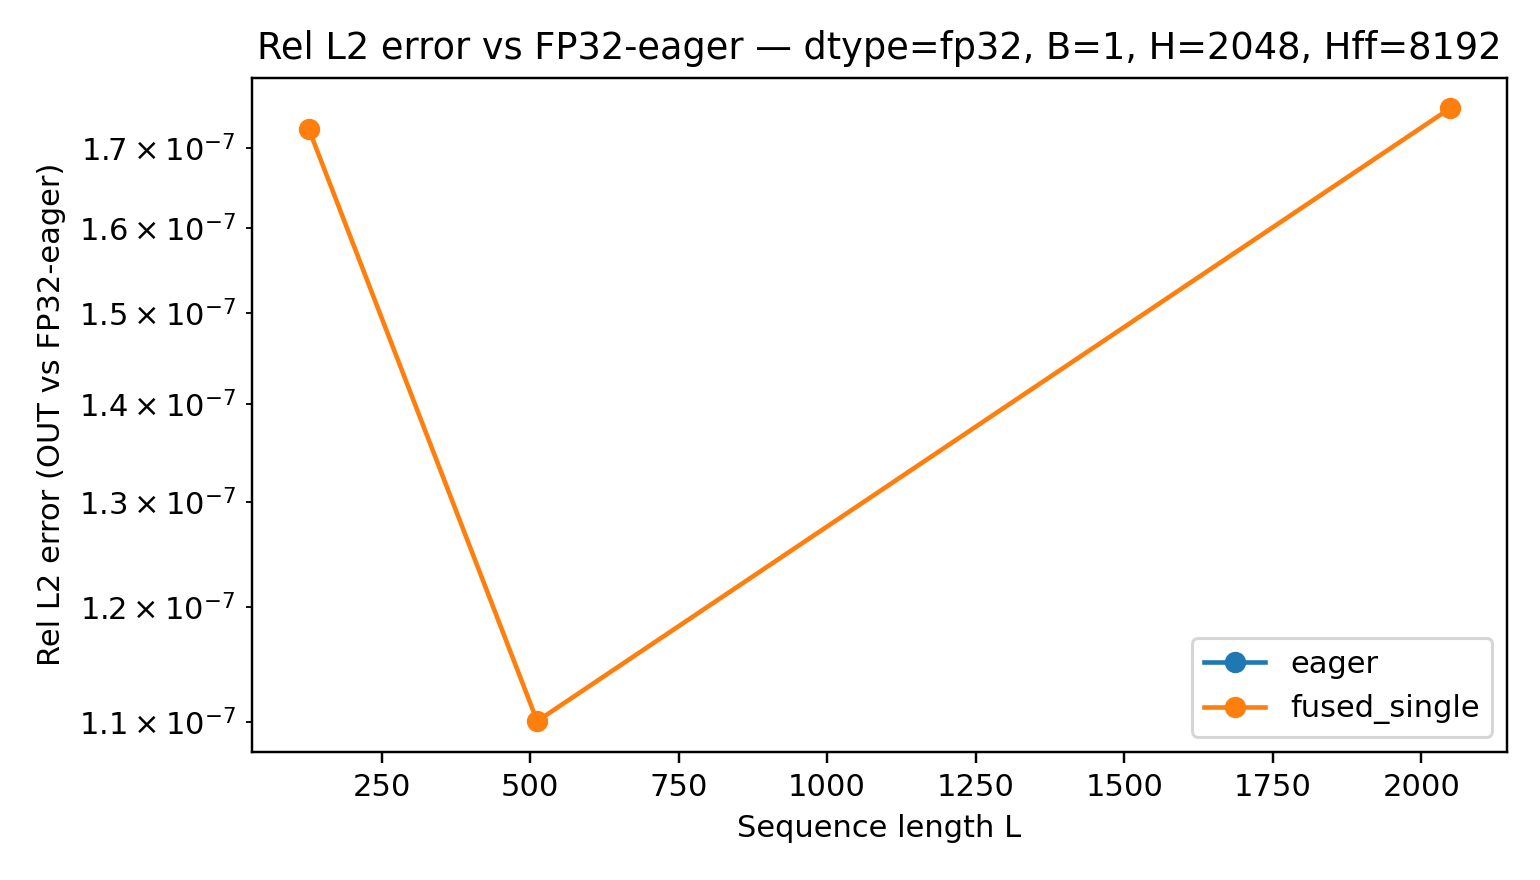 Rel L2 error vs FP32-eager — dtype=fp32, B=1, H=2048, Hff=8192
Rel L2 error (OUT vs FP32-eager)
1.7 × 10⁻⁷
1.6 × 10⁻⁷
1.5 × 10⁻⁷
1.4 × 10⁻⁷
1.3 × 10⁻⁷
1.2 × 10⁻⁷
1.1 × 10⁻⁷
eager
fused_single
250 500 750 1000 1250 1500 1750 2000
Sequence length L